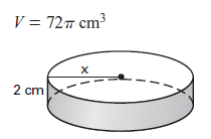 V = 72π cm³
x
2 cm